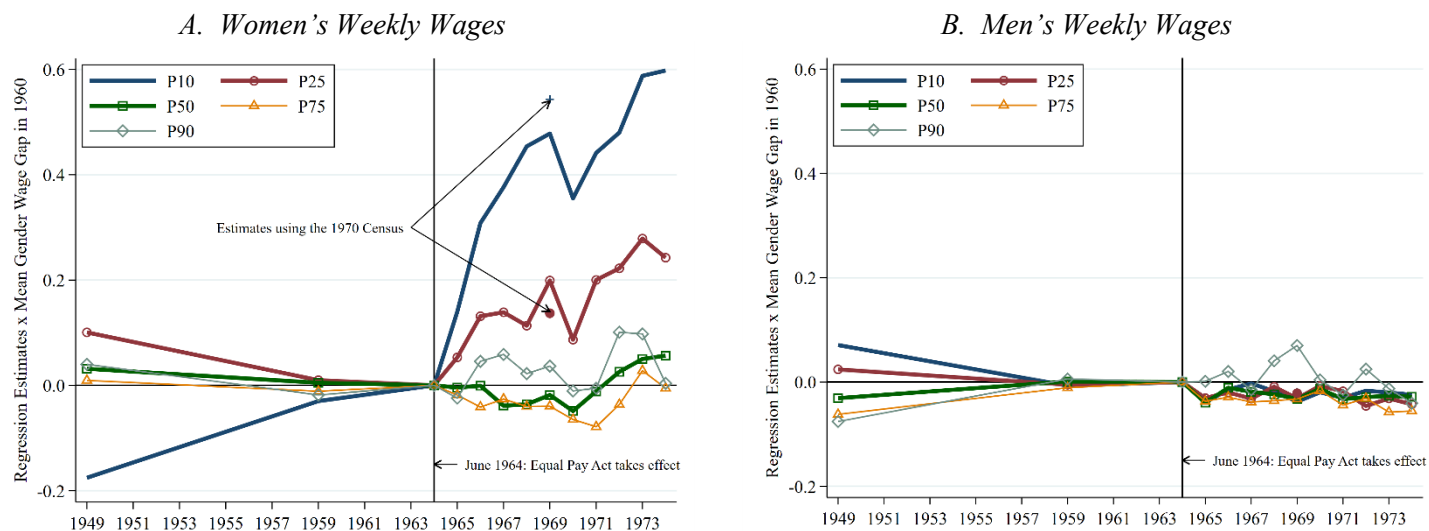 A. Women’s Weekly Wages
Regression Estimates x Mean Gender Wage Gap in 1960
P10 P25
P50 P75
P90
0.6
0.4
0.2
0.0
-0.2
Estimates using the 1970 Census
June 1964: Equal Pay Act takes effect
1949 1951 1953 1955 1957 1959 1961 1963 1965 1967 1969 1971 1973
B. Men’s Weekly Wages
Regression Estimates x Mean Gender Wage Gap in 1960
P10 P25
P50 P75
P90
0.6
0.4
0.2
0.0
-0.2
June 1964: Equal Pay Act takes effect
1949 1951 1953 1955 1957 1959 1961 1963 1965 1967 1969 1971 1973